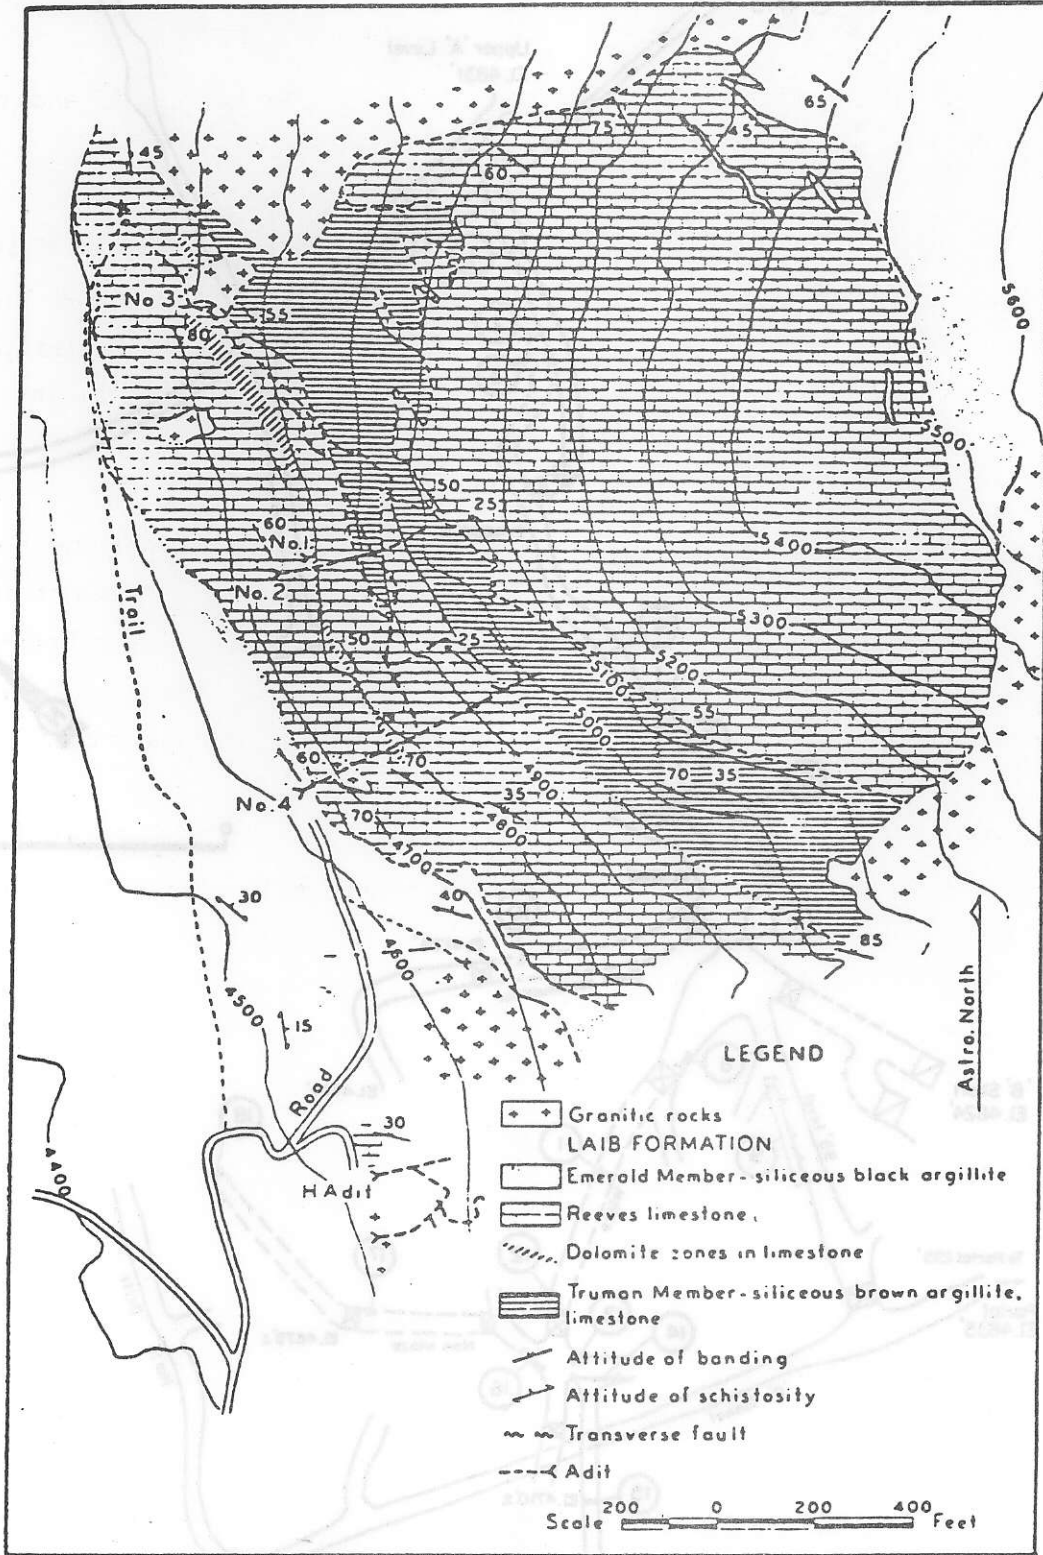 65
75
45
60
45
No 3
55
80
5600
5500
50
25
60
No.1
5400
No. 2
5300
50
25
5200
5100
55
5000
Trail
60
70
4900
70
35
35
No. 4
70
4800
4700
30
40
85
4600
4500
15
Astro. North
LEGEND
Road
Granitic rocks
30
LAIB FORMATION
4400
H Adit
Emerald Member - siliceous black argillite
Reeves limestone
Dolomite zones in limestone
Truman Member - siliceous brown argillite,
limestone
Attitude of banding
Attitude of schistosity
Transverse fault
Adit
200 0 200 400
Scale Feet